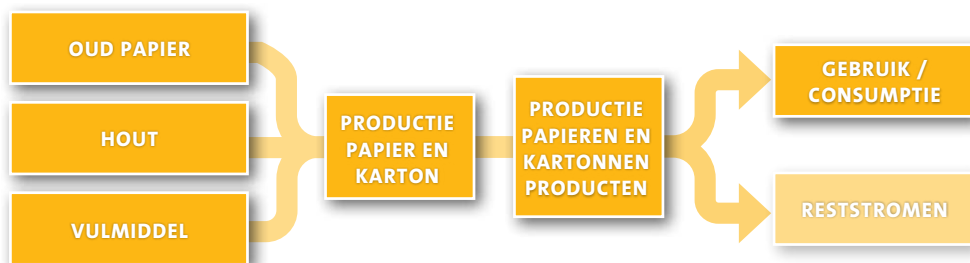 OUD PAPIER
HOUT
VULMIDDEL
PRODUCTIE
PAPIER EN
KARTON
PRODUCTIE
PAPIEREN EN
KARTONNEN
PRODUCTEN
GEBRUIK /
CONSUMPTIE
RESTSTROMEN